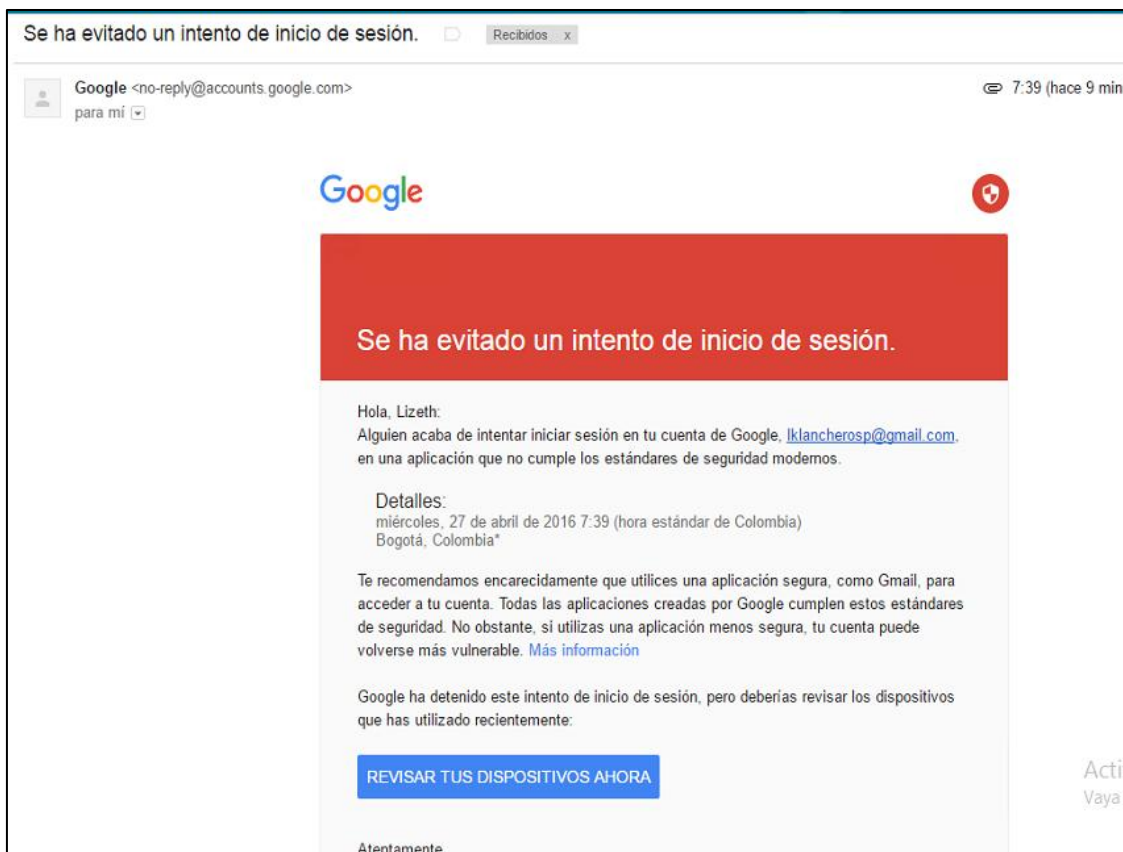 Se ha evitado un intento de inicio de sesión.
Recibidos x
Google <no-reply@accounts.google.com>
7:39 (hace 9 min
para mí
Google
Se ha evitado un intento de inicio de sesión.
Hola, Lizeth:
Alguien acaba de intentar iniciar sesión en tu cuenta de Google, lklancherosp@gmail.com,
en una aplicación que no cumple los estándares de seguridad modernos.
Detalles:
miércoles, 27 de abril de 2016 7:39 (hora estándar de Colombia)
Bogotá, Colombia*
Te recomendamos encarecidamente que utilices una aplicación segura, como Gmail, para
acceder a tu cuenta. Todas las aplicaciones creadas por Google cumplen estos estándares
de seguridad. No obstante, si utilizas una aplicación menos segura, tu cuenta puede
volverse más vulnerable. Más información
Google ha detenido este intento de inicio de sesión, pero deberías revisar los dispositivos
que has utilizado recientemente:
REVISAR TUS DISPOSITIVOS AHORA
Acti
Vaya
Atentamente